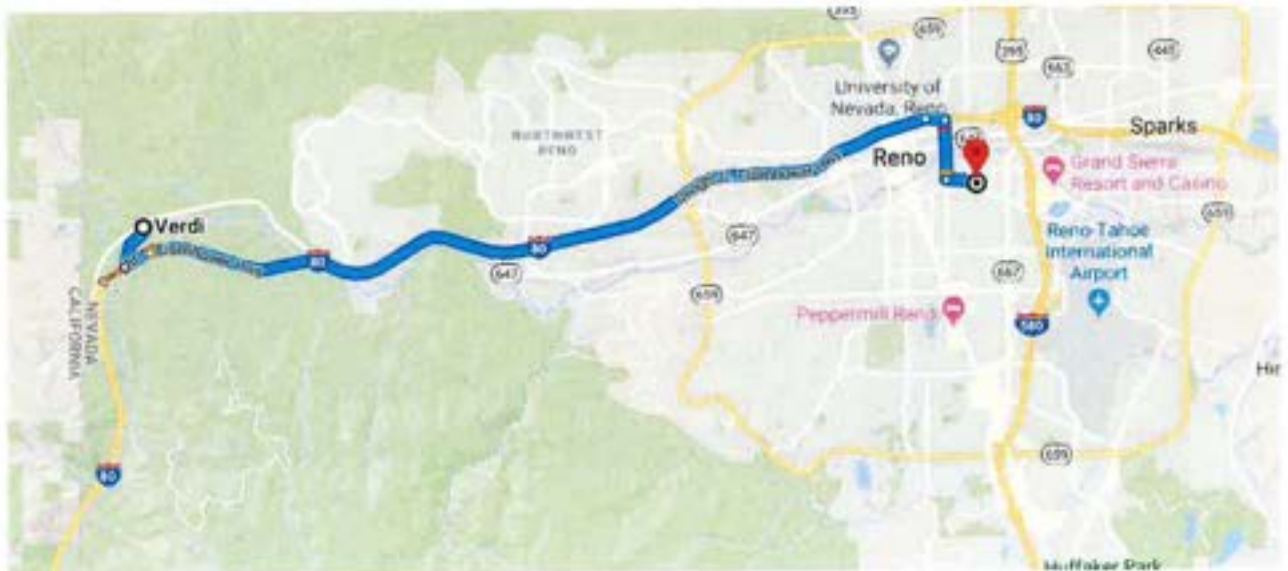 395
659
395
445
University of
Nevada, Reno
NORTHWEST
RENO
80
Sparks
Reno
Grand Sierra
Resort and Casino
659
Verdi
647
80
80
647
Reno-Tahoe
International
Airport
667
659
NEVADA
CALIFORNIA
Peppermill Reno
580
659
80
Huffaker Park